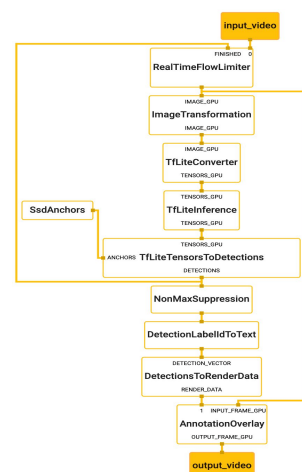 input_video
FINISHED 0
RealTimeFlowLimiter
IMAGE_GPU
ImageTransformation
IMAGE_GPU
IMAGE_GPU
TfLiteConverter
TENSORS_GPU
TENSORS_GPU
SsdAnchors
TfLiteInference
TENSORS_GPU
TENSORS_GPU
ANCHORS TfLiteTensorsToDetections
DETECTIONS
NonMaxSuppression
DetectionLabelIdToText
DETECTION_VECTOR
DetectionsToRenderData
RENDER_DATA
1 INPUT_FRAME_GPU
AnnotationOverlay
OUTPUT_FRAME_GPU
output_video